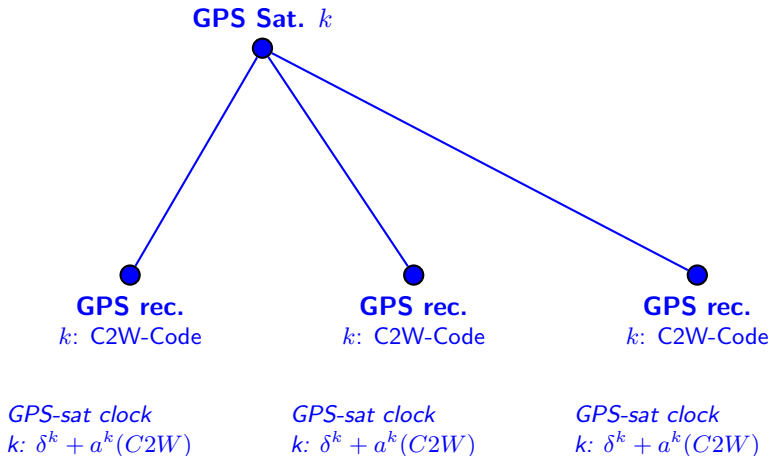 GPS Sat. k
GPS rec. GPS rec. GPS rec.
k: C2W-Code k: C2W-Code k: C2W-Code
GPS-sat clock GPS-sat clock GPS-sat clock
k: δ^k + a^k(C2W) k: δ^k + a^k(C2W) k: δ^k + a^k(C2W)